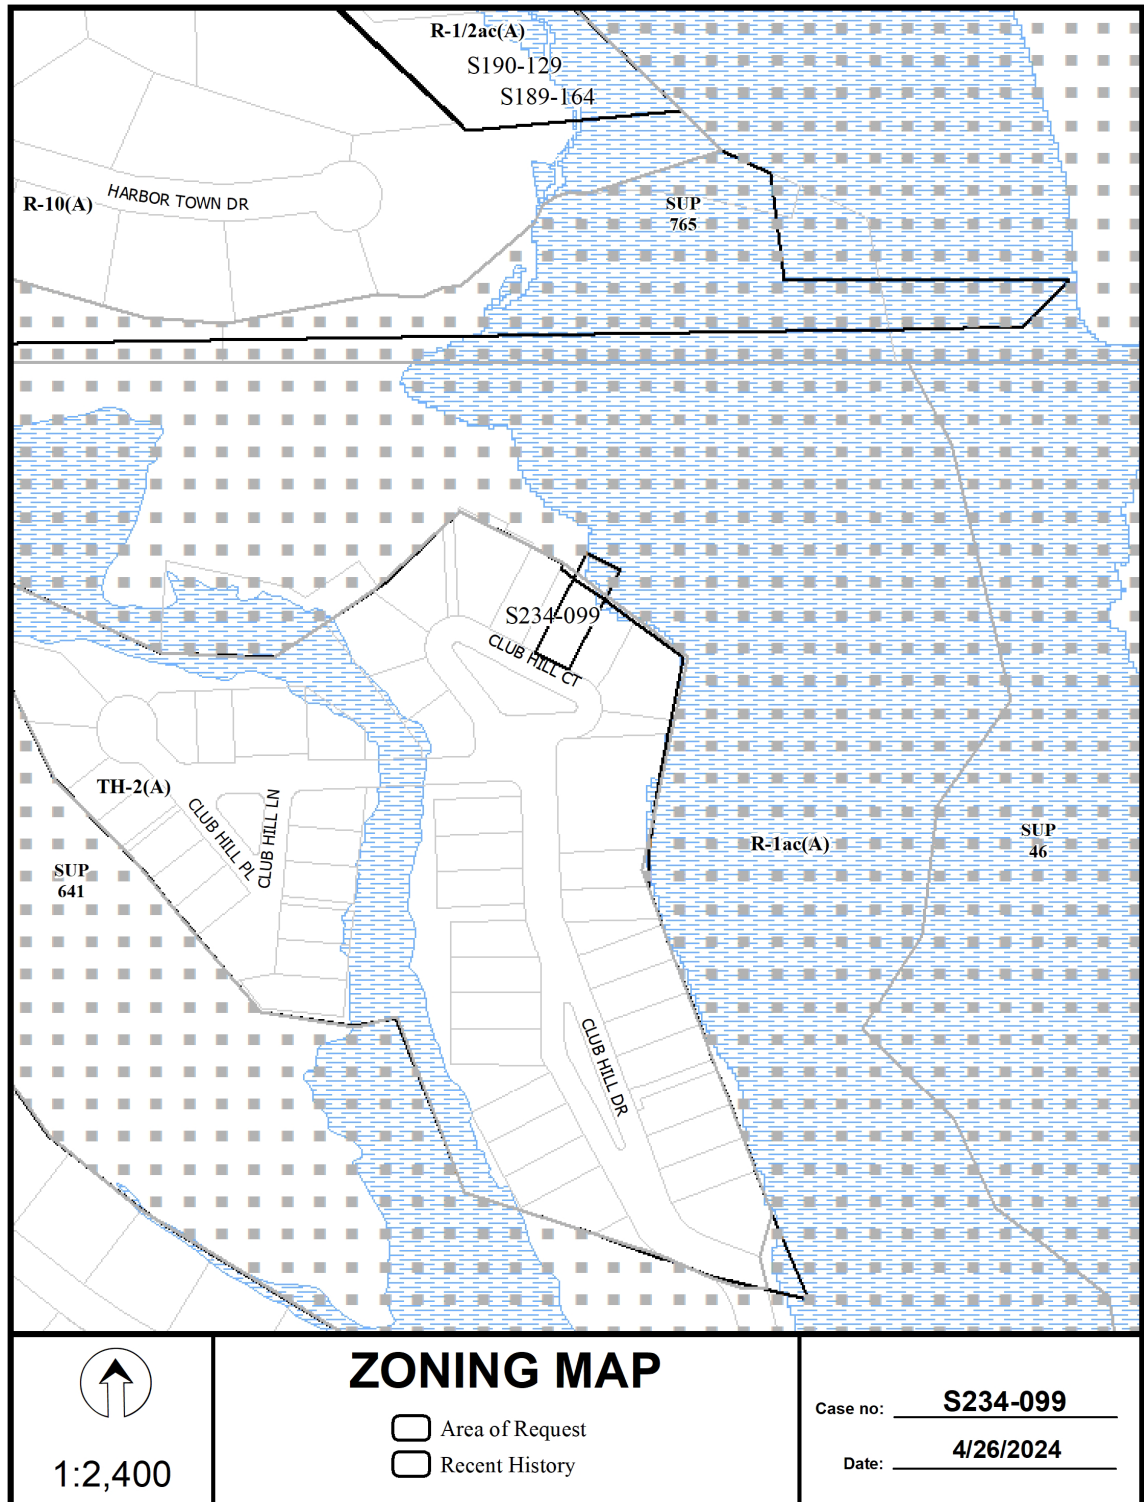 R-1/2ac(A)
S190-129
S189-164
HARBOR TOWN DR
R-10(A)
SUP
765
S234-099
CLUB HILL CT
TH-2(A)
CLUB HILL PL
CLUB HILL LN
SUP
641
R-1ac(A)
SUP
46
CLUB HILL DR
1:2,400
ZONING MAP
Area of Request
Recent History
Case no: S234-099
Date: 4/26/2024